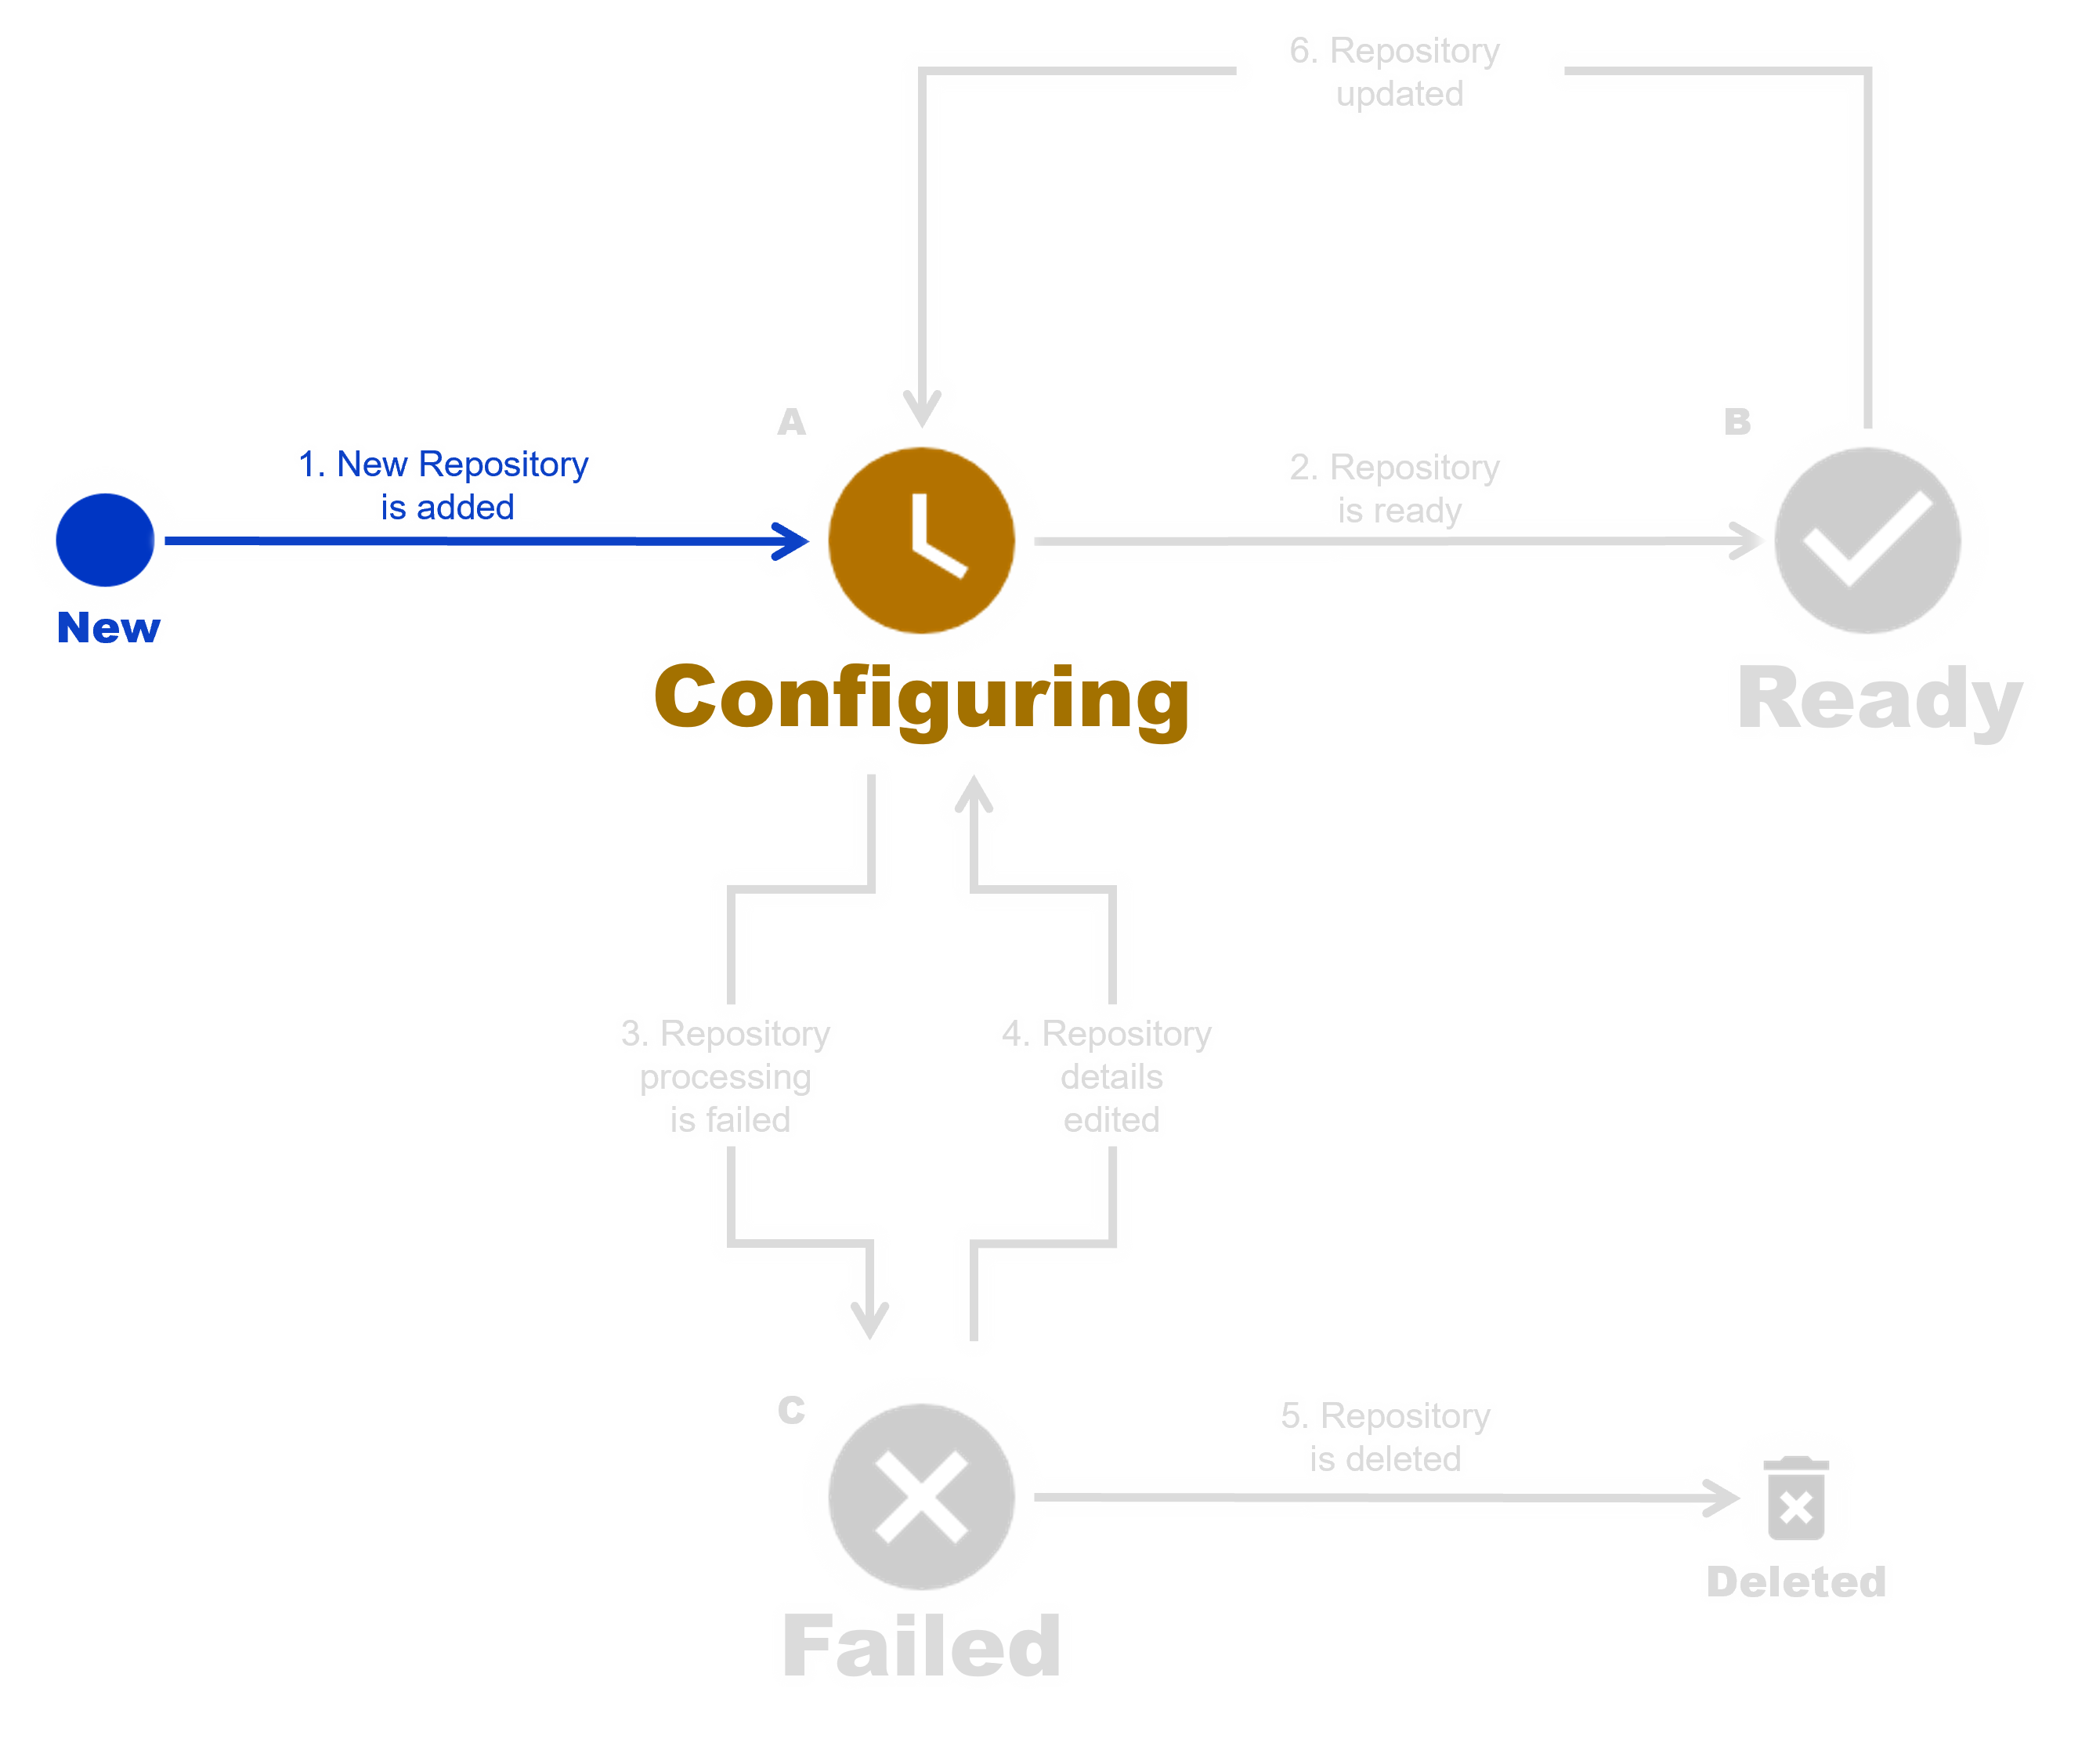 6. Repository
updated
A
B
1. New Repository
is added
2. Repository
is ready
New
Configuring
Ready
3. Repository
processing
is failed
4. Repository
details
edited
C
5. Repository
is deleted
Deleted
Failed